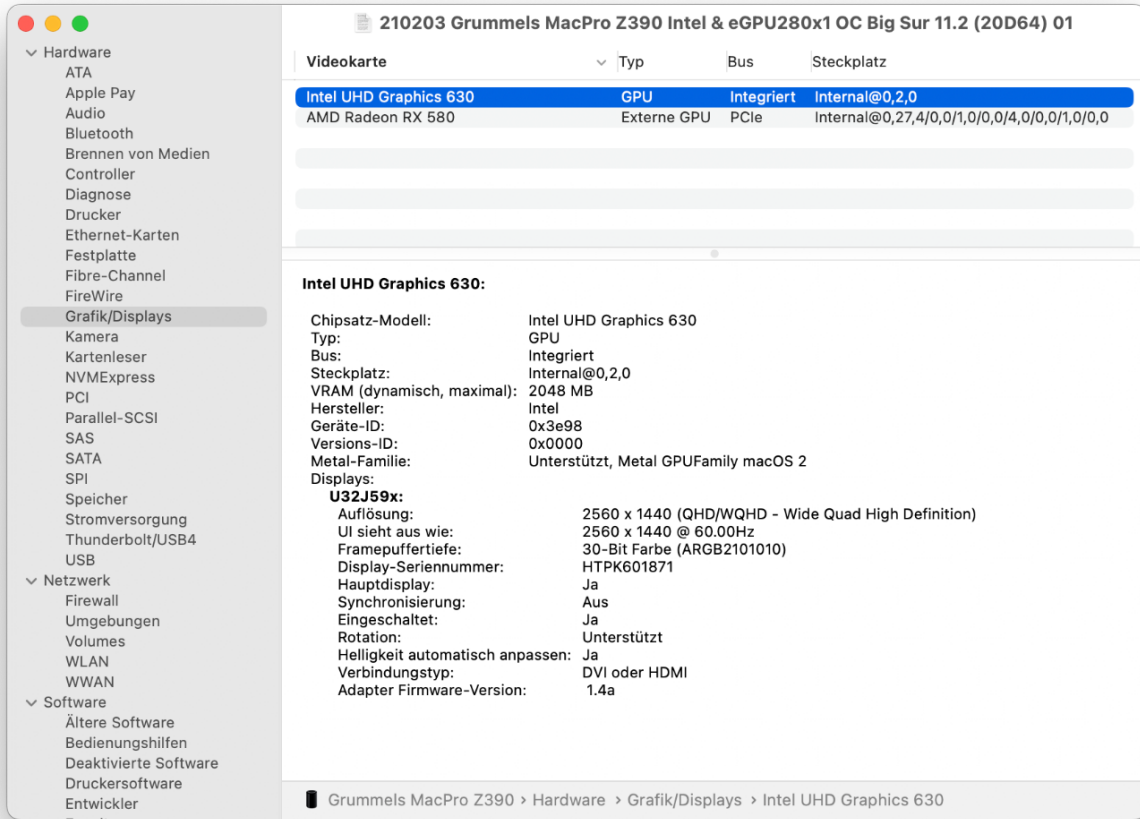 210203 Grummels MacPro Z390 Intel & eGPU280x1 OC Big Sur 11.2 (20D64) 01
Hardware
ATA
Apple Pay
Audio
Bluetooth
Brennen von Medien
Controller
Diagnose
Drucker
Ethernet-Karten
Festplatte
Fibre-Channel
FireWire
Grafik/Displays
Kamera
Kartenleser
NVMExpress
PCI
Parallel-SCSI
SAS
SATA
SPI
Speicher
Stromversorgung
Thunderbolt/USB4
USB
Netzwerk
Firewall
Umgebungen
Volumes
WLAN
WWAN
Software
Ältere Software
Bedienungshilfen
Deaktivierte Software
Druckersoftware
Entwickler
Videokarte Typ Bus Steckplatz
Intel UHD Graphics 630 GPU Integriert Internal@0,2,0
AMD Radeon RX 580 Externe GPU PCIe Internal@0,27,4/0,0/1,0/0,0/4,0/0,0/1,0/0,0
Intel UHD Graphics 630:
Chipsatz-Modell: Intel UHD Graphics 630
Typ: GPU
Bus: Integriert
Steckplatz: Internal@0,2,0
VRAM (dynamisch, maximal): 2048 MB
Hersteller: Intel
Geräte-ID: 0x3e98
Versions-ID: 0x0000
Metal-Familie: Unterstützt, Metal GPUFamily macOS 2
Displays:
U32J59x:
Auflösung: 2560 x 1440 (QHD/WQHD - Wide Quad High Definition)
UI sieht aus wie: 2560 x 1440 @ 60.00Hz
Framepuffertiefe: 30-Bit Farbe (ARGB2101010)
Display-Seriennummer: HTPK601871
Hauptdisplay: Ja
Synchronisierung: Aus
Eingeschaltet: Ja
Rotation: Unterstützt
Helligkeit automatisch anpassen: Ja
Verbindungstyp: DVI oder HDMI
Adapter Firmware-Version: 1.4a
Grummels MacPro Z390 › Hardware › Grafik/Displays › Intel UHD Graphics 630